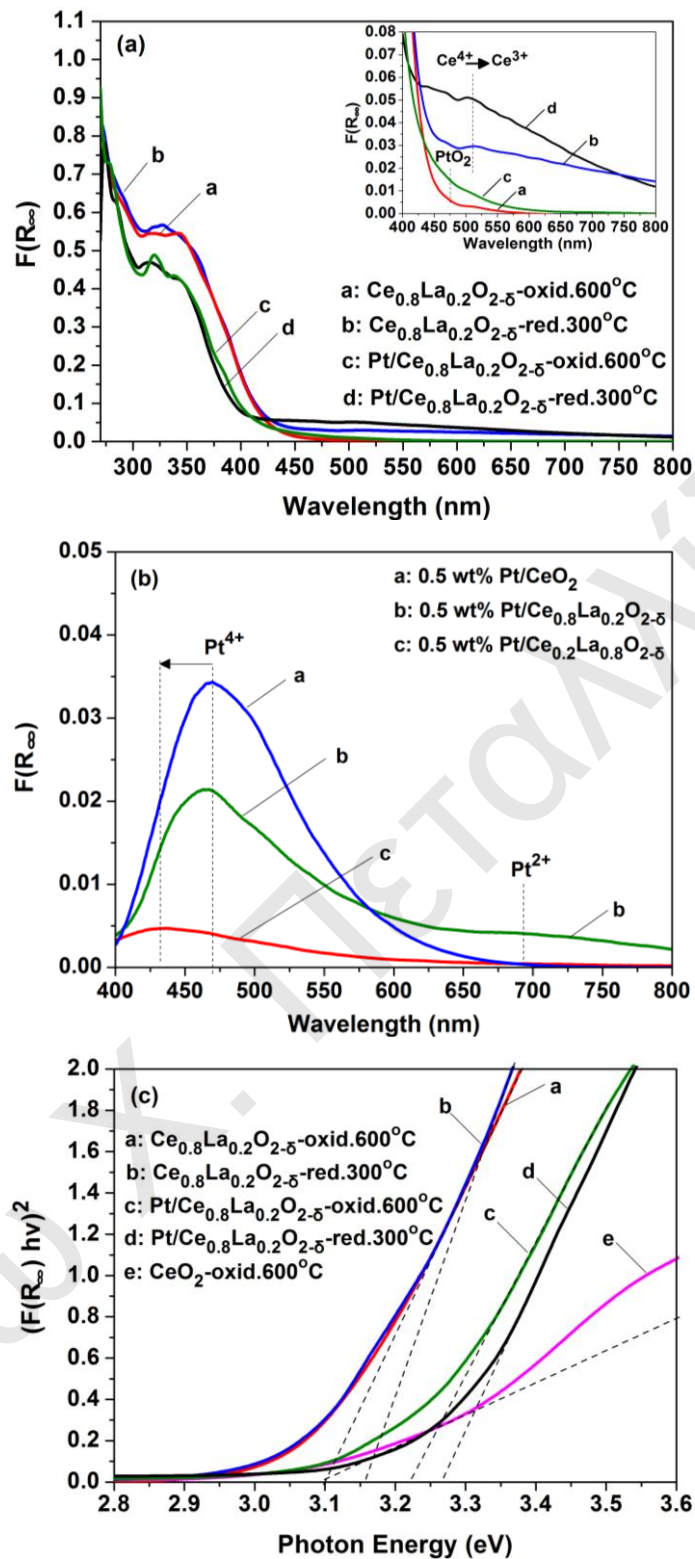 (a)
1.1
1.0
0.9
0.8
0.7
0.6
0.5
0.4
0.3
0.2
0.1
0.0
F(R∞)
b
a
c
d
0.08
0.07
0.06
0.05
0.04
0.03
0.02
0.01
0.00
F(R∞)
Ce⁴⁺ → Ce³⁺
PtO₂
d
b
c
a
400 450 500 550 600 650 700 750 800
Wavelength (nm)
a: Ce₀.₈La₀.₂O₂₋δ-oxid.600°C
b: Ce₀.₈La₀.₂O₂₋δ-red.300°C
c: Pt/Ce₀.₈La₀.₂O₂₋δ-oxid.600°C
d: Pt/Ce₀.₈La₀.₂O₂₋δ-red.300°C
300 350 400 450 500 550 600 650 700 750 800
Wavelength (nm)
(b)
0.05
0.04
0.03
0.02
0.01
0.00
F(R∞)
a: 0.5 wt% Pt/CeO₂
b: 0.5 wt% Pt/Ce₀.₈La₀.₂O₂₋δ
c: 0.5 wt% Pt/Ce₀.₂La₀.₈O₂₋δ
Pt⁴⁺
a
b
c
Pt²⁺
b
400 450 500 550 600 650 700 750 800
Wavelength (nm)
(c)
2.0
1.8
1.6
1.4
1.2
1.0
0.8
0.6
0.4
0.2
0.0
(F(R∞) hν)²
a: Ce₀.₈La₀.₂O₂₋δ-oxid.600°C
b: Ce₀.₈La₀.₂O₂₋δ-red.300°C
c: Pt/Ce₀.₈La₀.₂O₂₋δ-oxid.600°C
d: Pt/Ce₀.₈La₀.₂O₂₋δ-red.300°C
e: CeO₂-oxid.600°C
b
a
c
d
e
2.8 2.9 3.0 3.1 3.2 3.3 3.4 3.5 3.6
Photon Energy (eV)